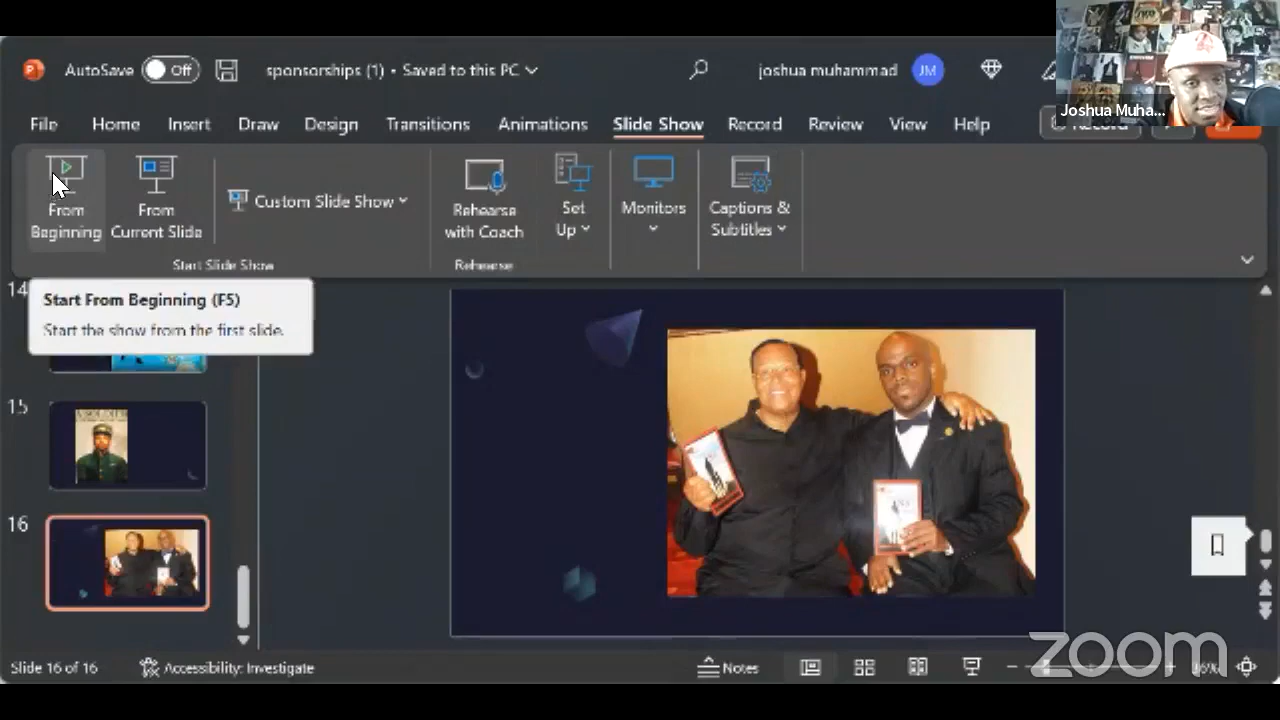 AutoSave Off sponsorships (1) • Saved to this PC joshua muhammad JM
Joshua Muha...
File Home Insert Draw Design Transitions Animations Slide Show Record Review View Help Record
From Beginning
From Current Slide
Custom Slide Show
Rehearse with Coach
Set Up
Monitors
Captions & Subtitles
Start Slide Show
Rehearse
Start From Beginning (F5)
Start the show from the first slide.
14
15
16
Slide 16 of 16
Accessibility: Investigate
Notes
zoom